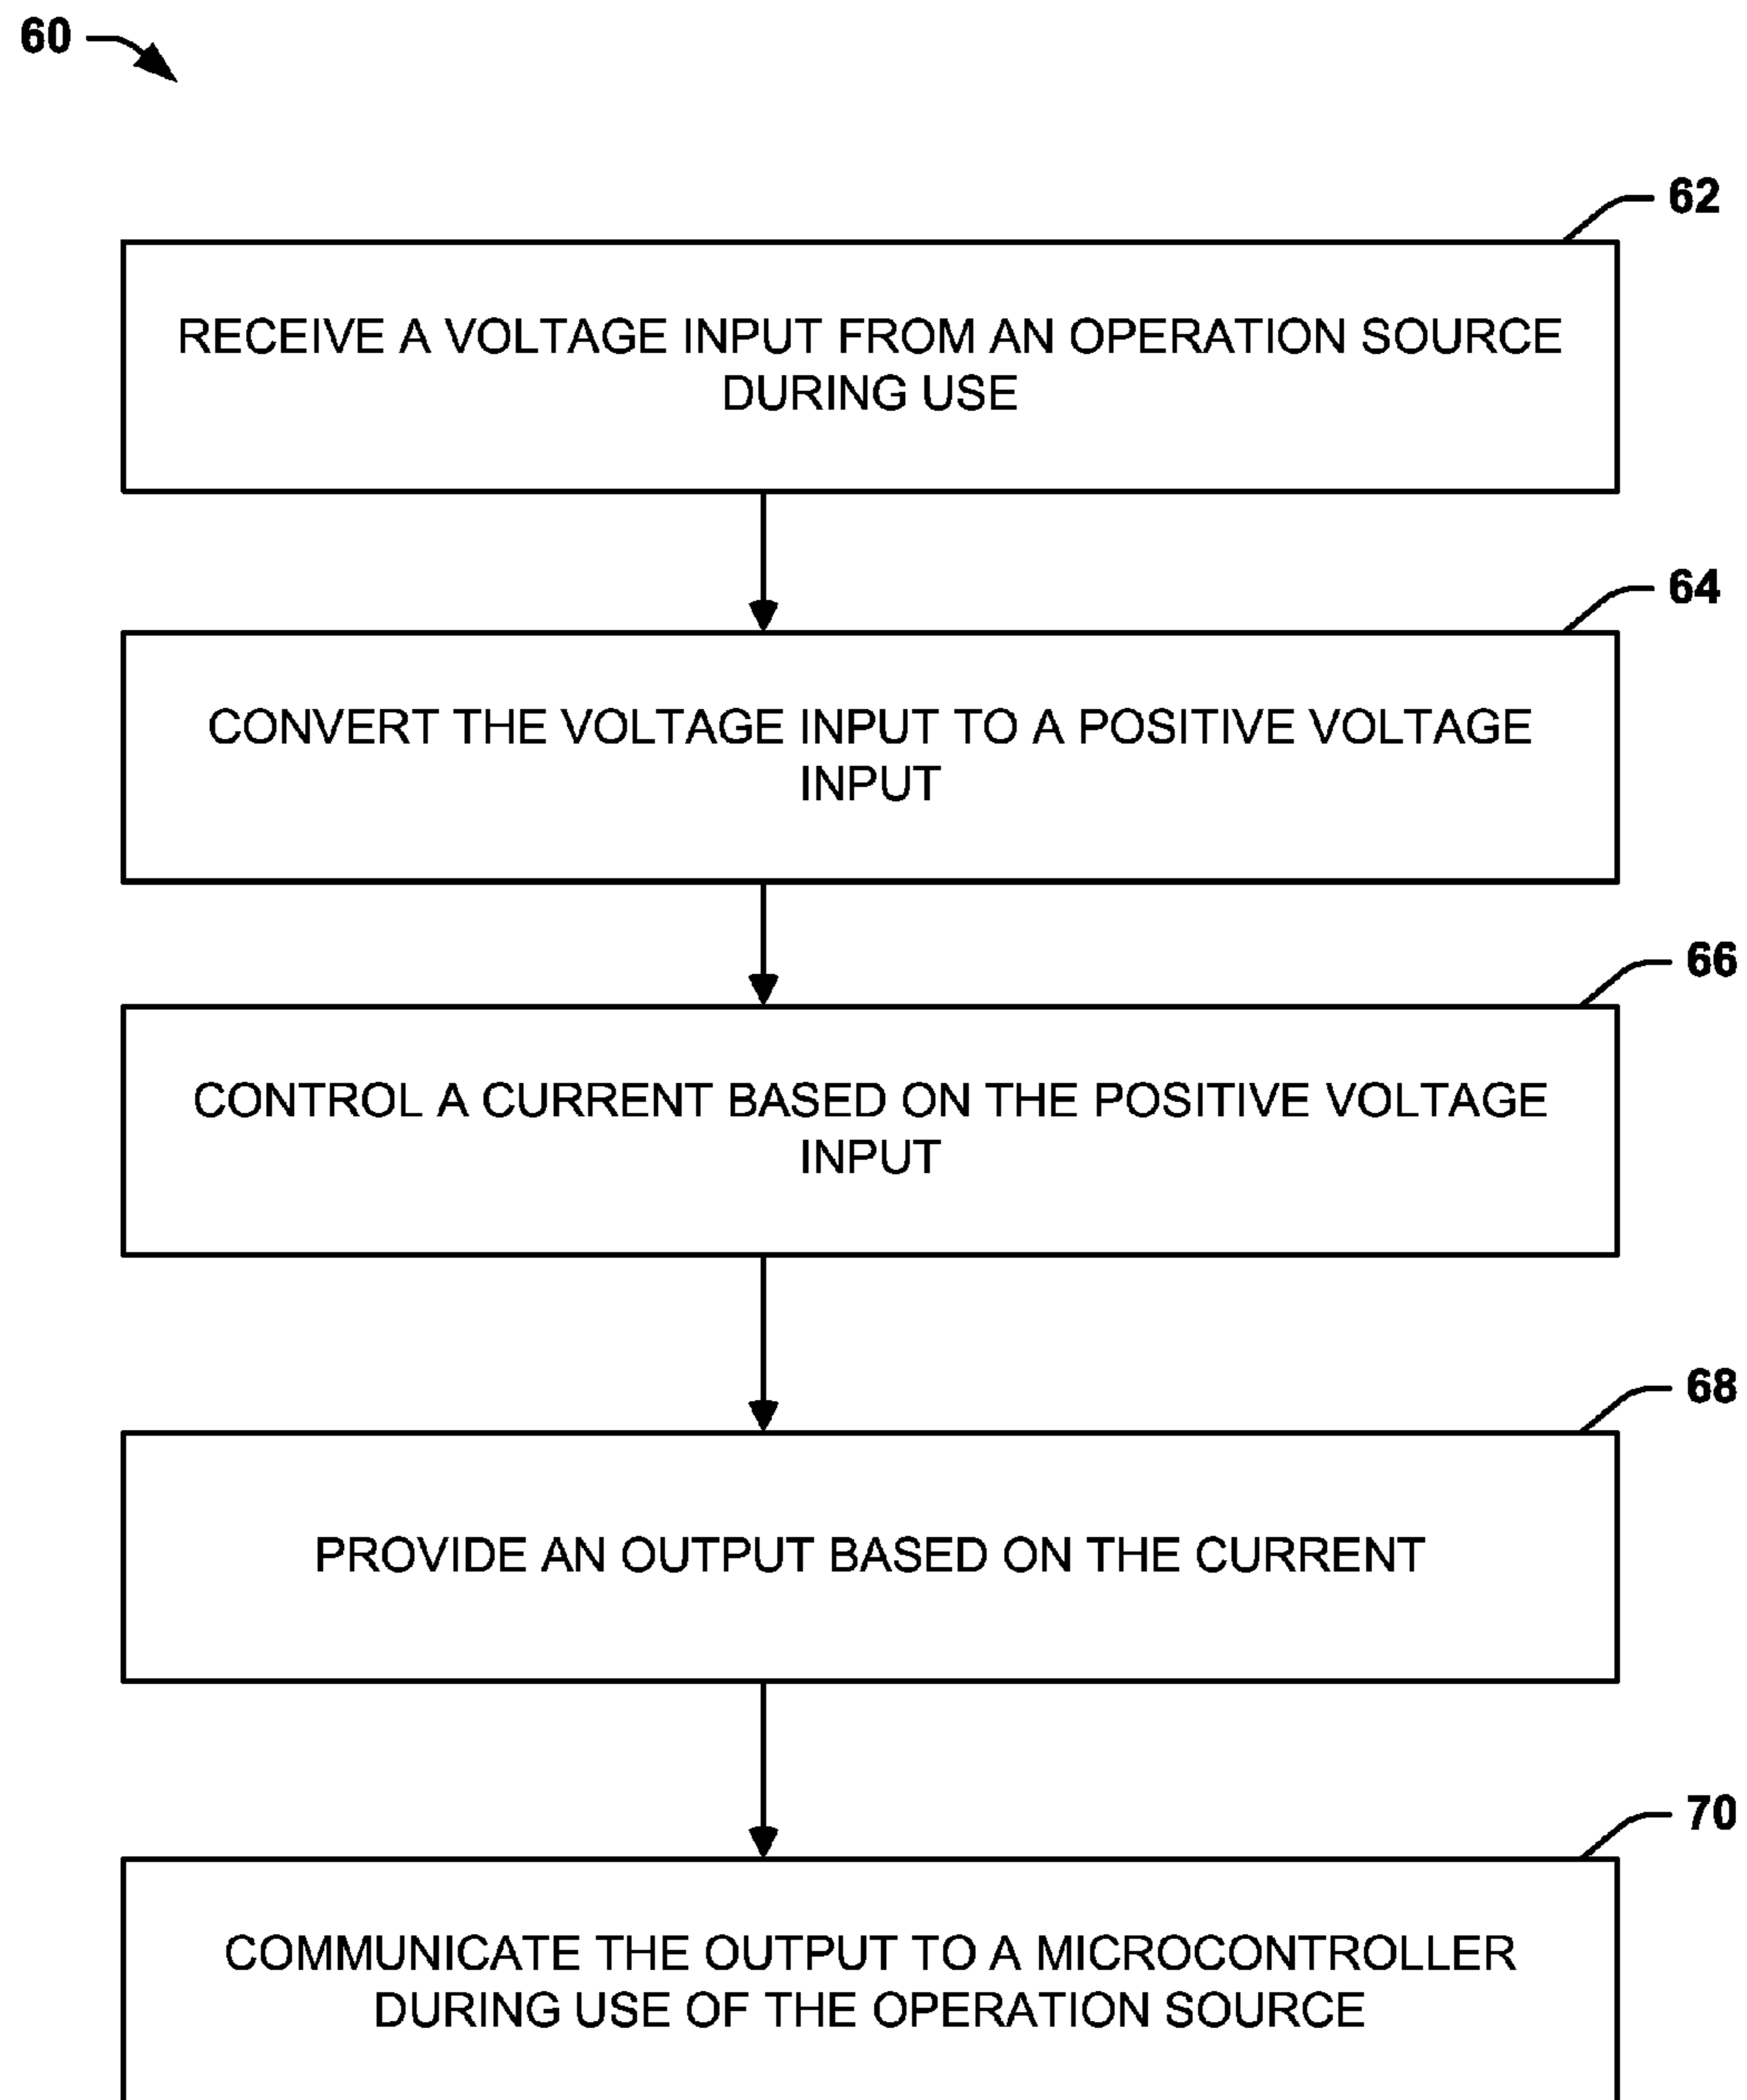 60
62
RECEIVE A VOLTAGE INPUT FROM AN OPERATION SOURCE
DURING USE
64
CONVERT THE VOLTAGE INPUT TO A POSITIVE VOLTAGE
INPUT
66
CONTROL A CURRENT BASED ON THE POSITIVE VOLTAGE
INPUT
68
PROVIDE AN OUTPUT BASED ON THE CURRENT
70
COMMUNICATE THE OUTPUT TO A MICROCONTROLLER
DURING USE OF THE OPERATION SOURCE